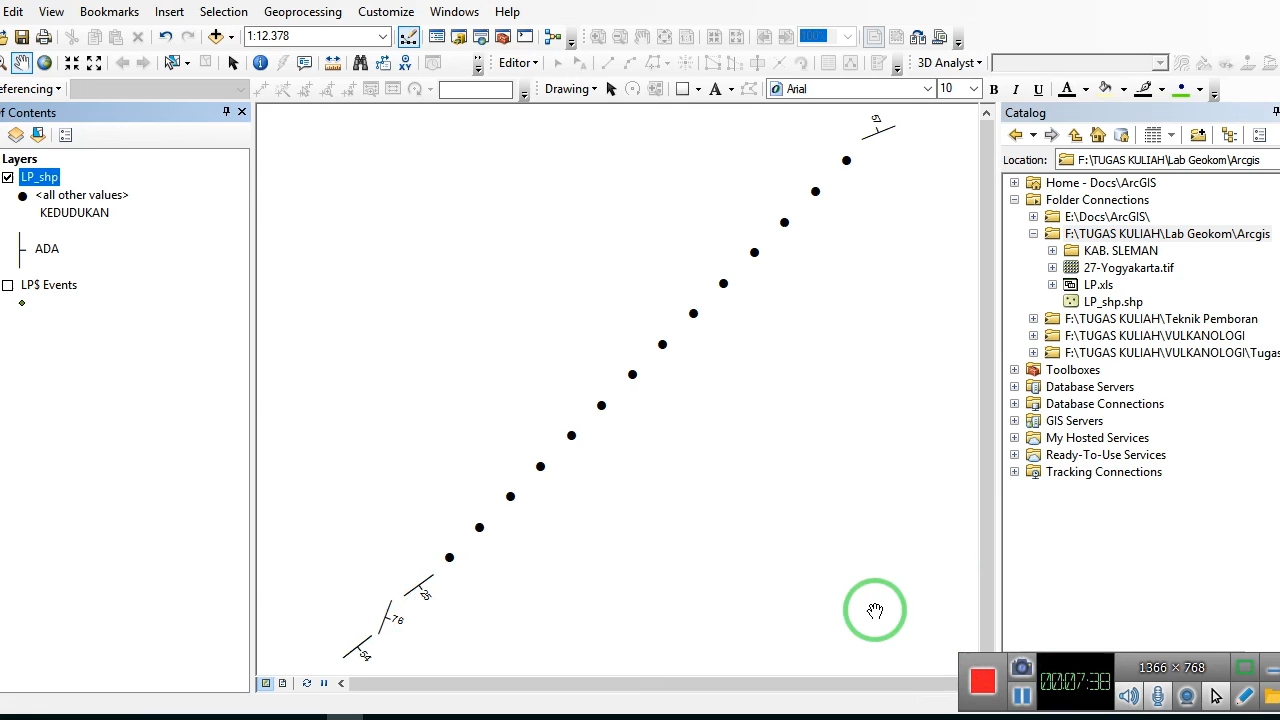 Edit View Bookmarks Insert Selection Geoprocessing Customize Windows Help
1:12.378 100%
Editor 3D Analyst
ferencing Drawing Arial 10 B I U A
f Contents
Layers
LP_shp
<all other values>
KEDUDUKAN
ADA
LP$ Events
57
25
76
54
Catalog
Location: F:\TUGAS KULIAH\Lab Geokom\Arcgis
Home - Docs\ArcGIS
Folder Connections
E:\Docs\ArcGIS\
F:\TUGAS KULIAH\Lab Geokom\Arcgis
KAB. SLEMAN
27-Yogyakarta.tif
LP.xls
LP_shp.shp
F:\TUGAS KULIAH\Teknik Pemboran
F:\TUGAS KULIAH\VULKANOLOGI
F:\TUGAS KULIAH\VULKANOLOGI\Tugas
Toolboxes
Database Servers
Database Connections
GIS Servers
My Hosted Services
Ready-To-Use Services
Tracking Connections
1366 × 768
00:07:38